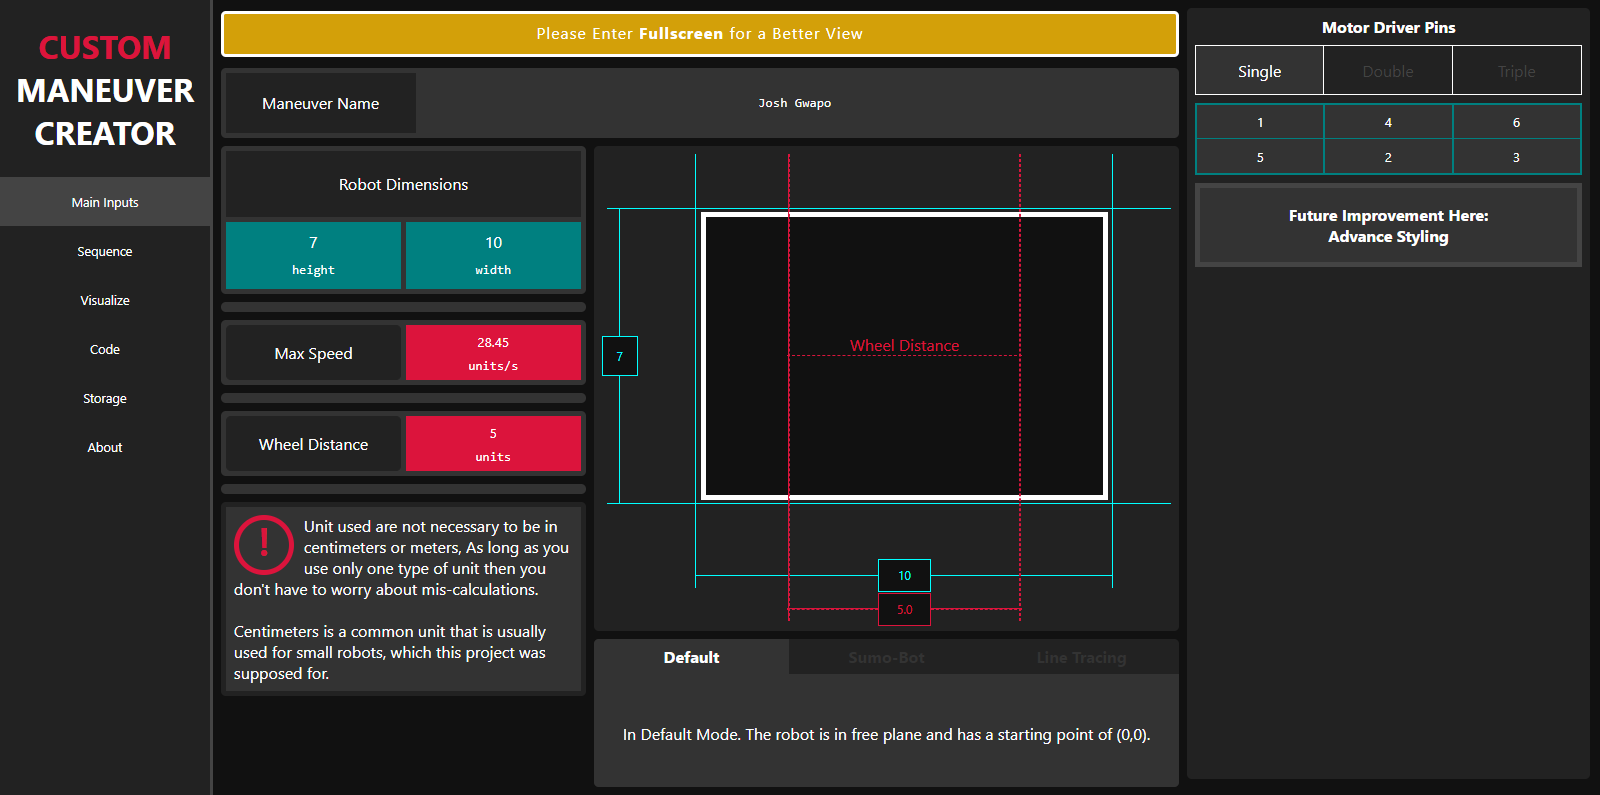 CUSTOM
MANEUVER
CREATOR
Main Inputs
Sequence
Visualize
Code
Storage
About
Please Enter Fullscreen for a Better View
Maneuver Name
Josh Gwapo
Robot Dimensions
7
height
10
width
Max Speed
28.45
units/s
Wheel Distance
5
units
!
Unit used are not necessary to be in
centimeters or meters, As long as you
use only one type of unit then you
don't have to worry about mis-calculations.
Centimeters is a common unit that is usually
used for small robots, which this project was
supposed for.
Wheel Distance
7
10
5.0
Default
Sumo-Bot
Line Tracing
In Default Mode. The robot is in free plane and has a starting point of (0,0).
Motor Driver Pins
Single
Double
Triple
1
4
6
5
2
3
Future Improvement Here:
Advance Styling